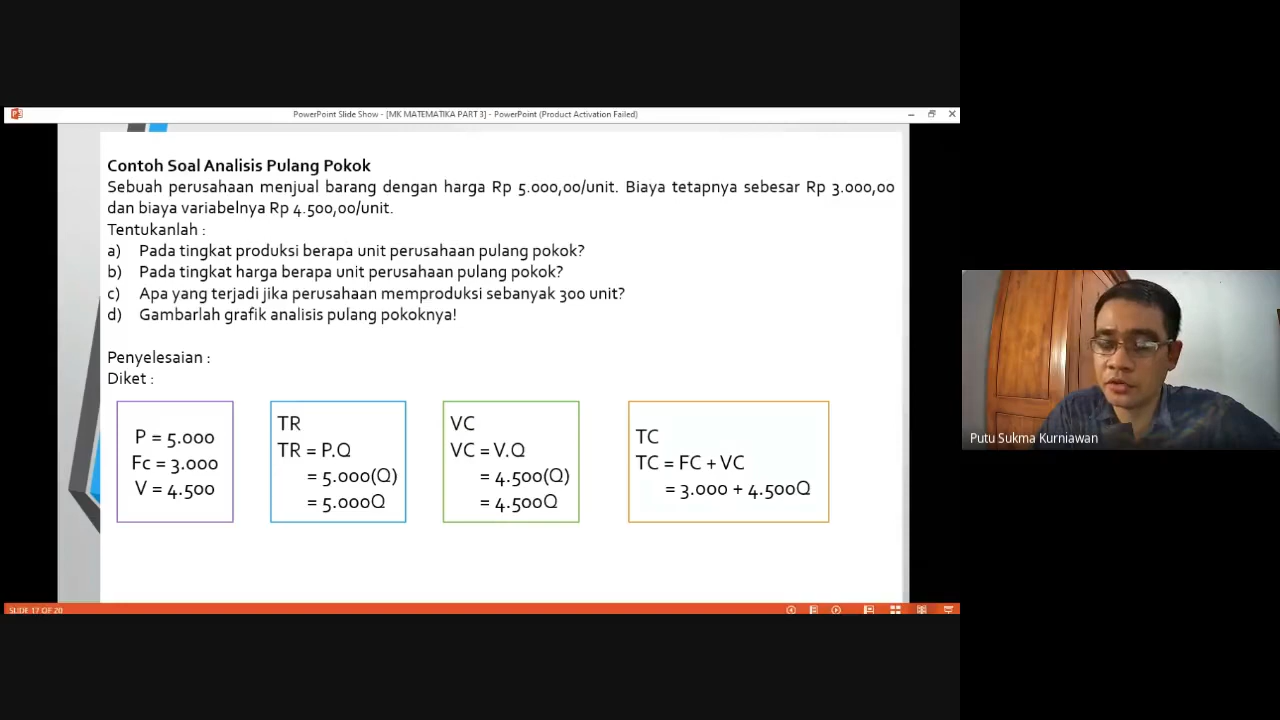 PowerPoint Slide Show - [MK MATEMATIKA PART 3] - PowerPoint (Product Activation Failed)
Contoh Soal Analisis Pulang Pokok
Sebuah perusahaan menjual barang dengan harga Rp 5.000,00/unit. Biaya tetapnya sebesar Rp 3.000,00
dan biaya variabelnya Rp 4.500,00/unit.
Tentukanlah :
a) Pada tingkat produksi berapa unit perusahaan pulang pokok?
b) Pada tingkat harga berapa unit perusahaan pulang pokok?
c) Apa yang terjadi jika perusahaan memproduksi sebanyak 300 unit?
d) Gambarlah grafik analisis pulang pokoknya!
Penyelesaian :
Diket :
P = 5.000
Fc = 3.000
V = 4.500
TR
TR = P.Q
= 5.000(Q)
= 5.000Q
VC
VC = V.Q
= 4.500(Q)
= 4.500Q
TC
TC = FC + VC
= 3.000 + 4.500Q
SLIDE 17 OF 20
Putu Sukma Kurniawan